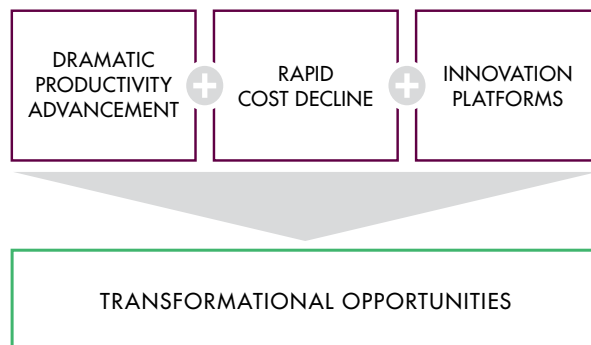 DRAMATIC
PRODUCTIVITY
ADVANCEMENT
+
RAPID
COST DECLINE
+
INNOVATION
PLATFORMS
TRANSFORMATIONAL OPPORTUNITIES